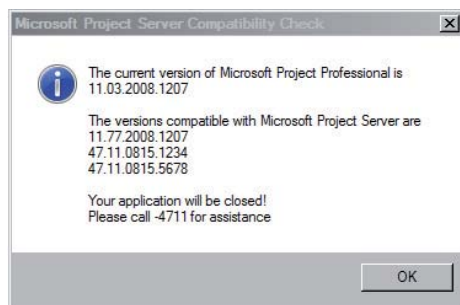 Microsoft Project Server Compatibility Check
The current version of Microsoft Project Professional is
11.03.2008.1207
The versions compatible with Microsoft Project Server are
11.77.2008.1207
47.11.0815.1234
47.11.0815.5678
Your application will be closed!
Please call -4711 for assistance
OK